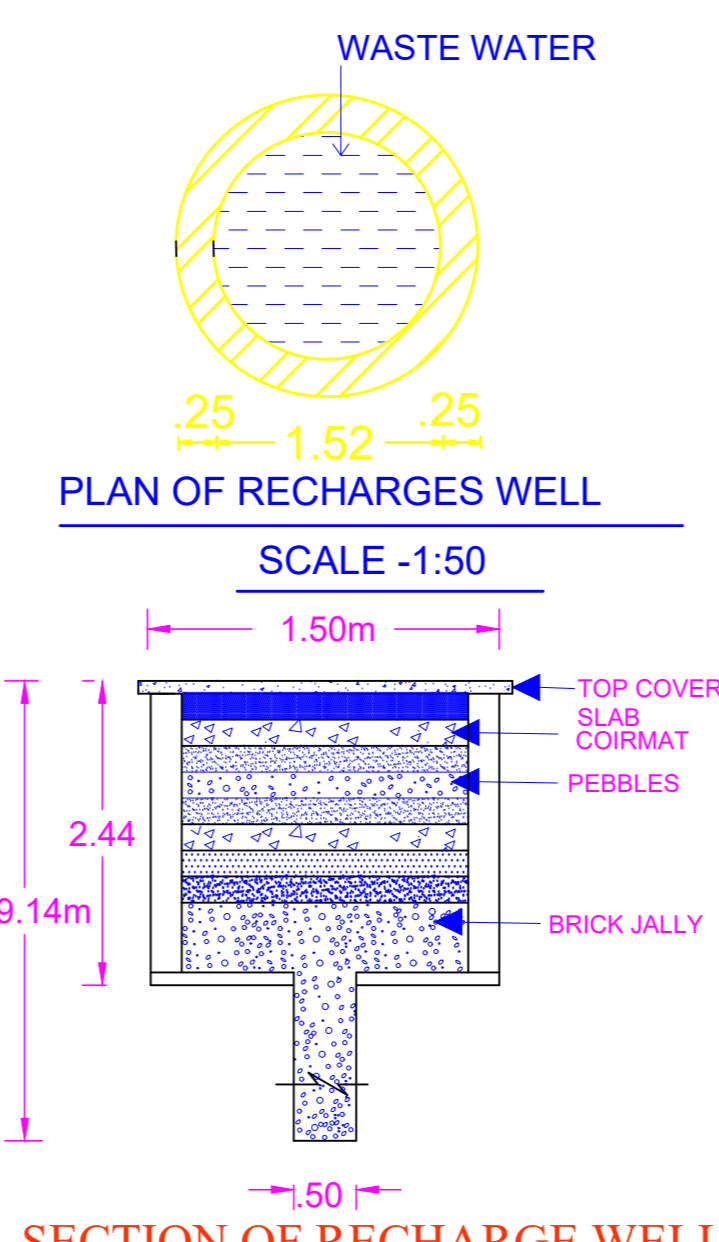 WASTE WATER
.25
1.52
.25
PLAN OF RECHARGES WELL
SCALE -1:50
1.50m
TOP COVER
SLAB
COIRMAT
PEBBLES
2.44
9.14m
BRICK JALLY
.50
SECTION OF RECHARGE WELL